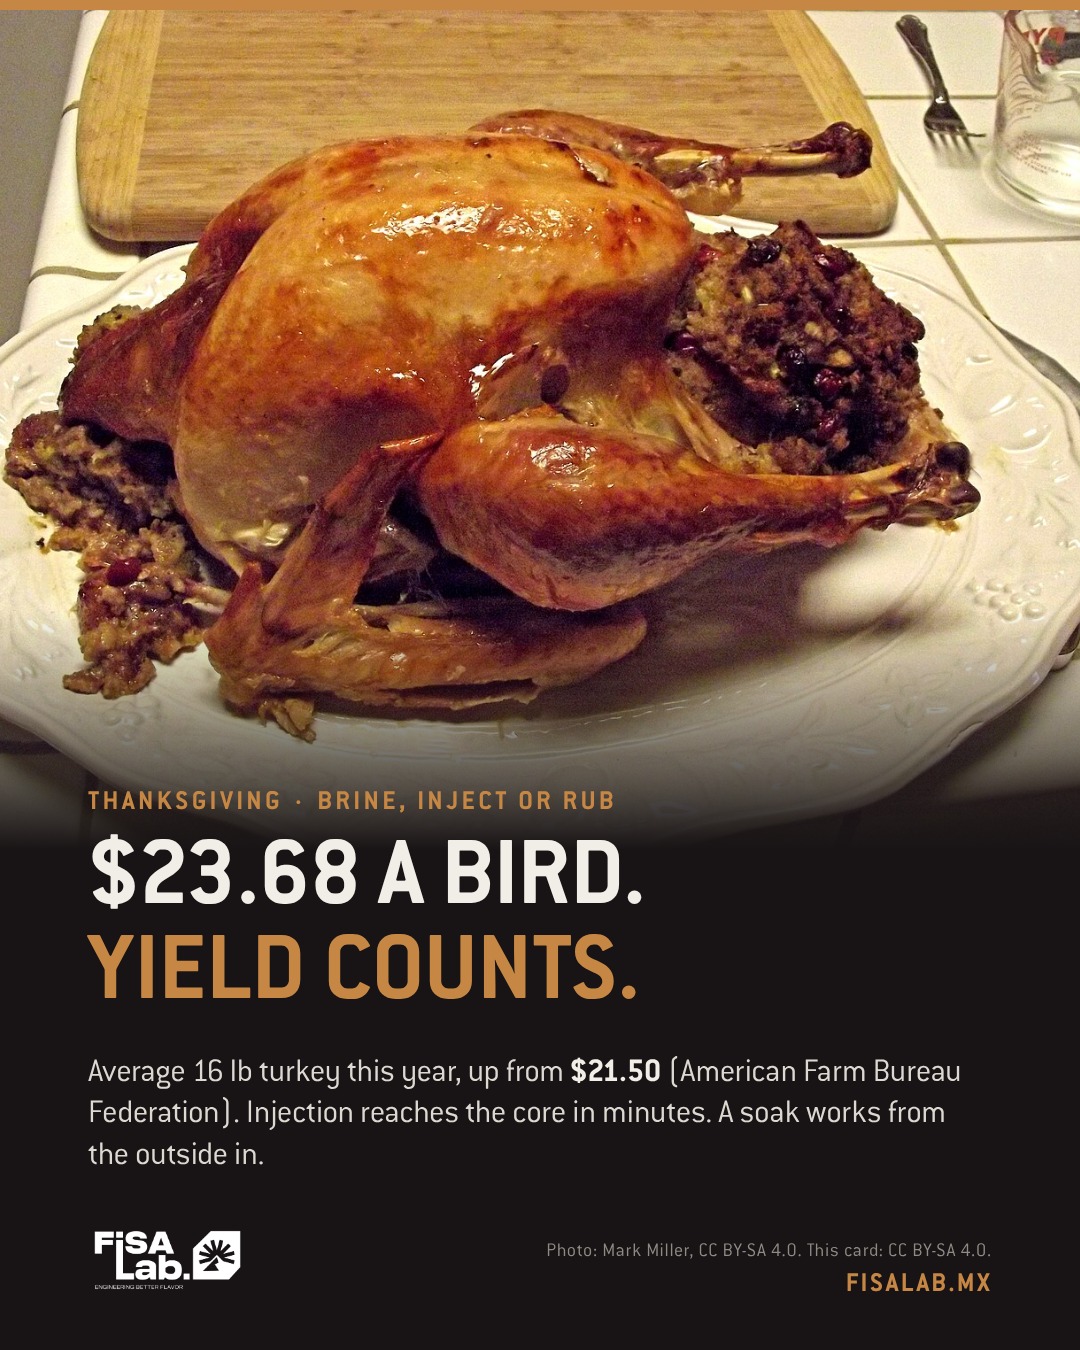 THANKSGIVING · BRINE, INJECT OR RUB
$23.68 A BIRD.
YIELD COUNTS.
Average 16 lb turkey this year, up from $21.50 (American Farm Bureau
Federation). Injection reaches the core in minutes. A soak works from
the outside in.
FiSA
Lab.
ENGINEERING BETTER FLAVOR
Photo: Mark Miller, CC BY-SA 4.0. This card: CC BY-SA 4.0.
FISALAB.MX